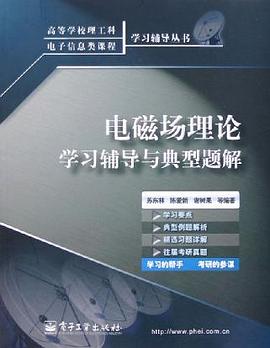 高等学校理工科
电子信息类课程
学习辅导丛书
电磁场理论
学习辅导与典型题解
苏东林 陈爱新 谢树果 等编著
学习要点
典型例题解析
精选习题详解
往届考研真题
学习的帮手 考研的参谋
电子工业出版社
http://www.phei.com.cn